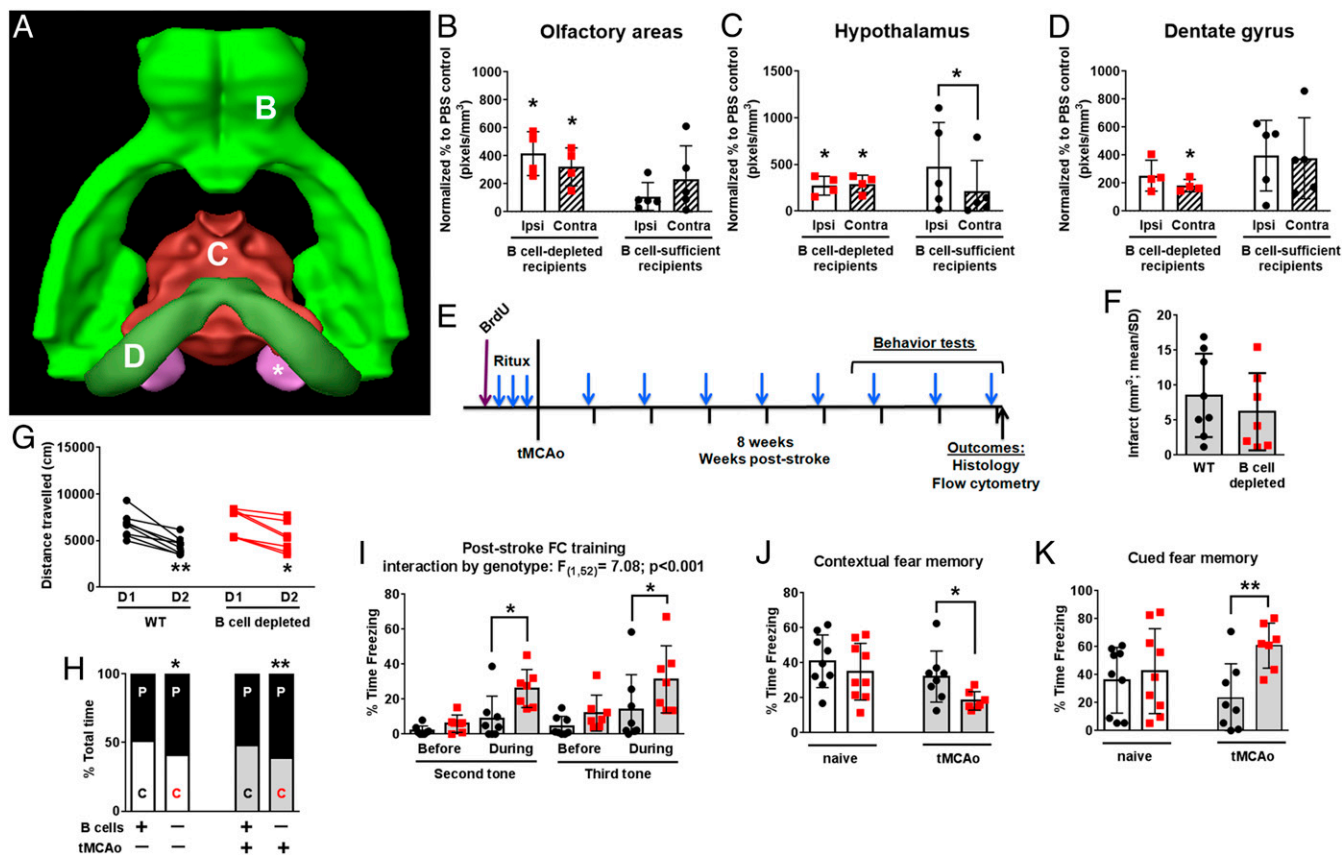 A
B
C
D
*
B
Olfactory areas
Normalized % to PBS control
(pixels/mm³)
1000
800
600
400
200
0
*
*
Ipsi Contra Ipsi Contra
B cell-depleted recipients
B cell-sufficient recipients
C
Hypothalamus
Normalized % to PBS control
(pixels/mm³)
1500
1000
500
0
*
*
*
Ipsi Contra Ipsi Contra
B cell-depleted recipients
B cell-sufficient recipients
D
Dentate gyrus
Normalized % to PBS control
(pixels/mm³)
1000
800
600
400
200
0
*
Ipsi Contra Ipsi Contra
B cell-depleted recipients
B cell-sufficient recipients
E
BrdU
Ritux
Behavior tests
tMCAo
8 weeks
Weeks post-stroke
Outcomes:
Histology
Flow cytometry
F
Infarct (mm³; mean/SD)
20
15
10
5
0
WT
B cell
depleted
G
Distance travelled (cm)
15000
10000
5000
0
** *
D1 D2 D1 D2
WT B cell depleted
H
% Total time
100
50
0
* **
P P P P
C C C C
B cells + − + −
tMCAo − − + +
I
Post-stroke FC training
interaction by genotype: F(1,52)= 7.08; p<0.001
% Time Freezing
80
60
40
20
0
*
*
Before During Before During
Second tone Third tone
J
Contextual fear memory
% Time Freezing
80
60
40
20
0
*
naive tMCAo
K
Cued fear memory
% Time Freezing
100
80
60
40
20
0
**
naive tMCAo